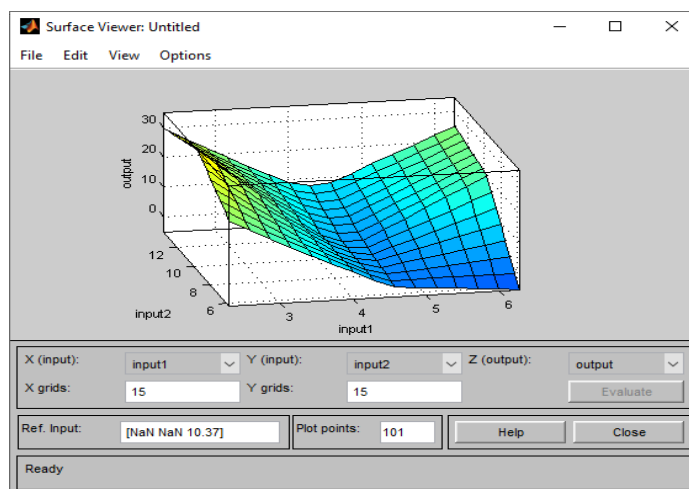 Surface Viewer: Untitled
File Edit View Options
30
20
10
0
output
12
10
8
6
input2
3
4
5
6
input1
X (input): input1 Y (input): input2 Z (output): output
X grids: 15 Y grids: 15 Evaluate
Ref. Input: [NaN NaN 10.37] Plot points: 101 Help Close
Ready